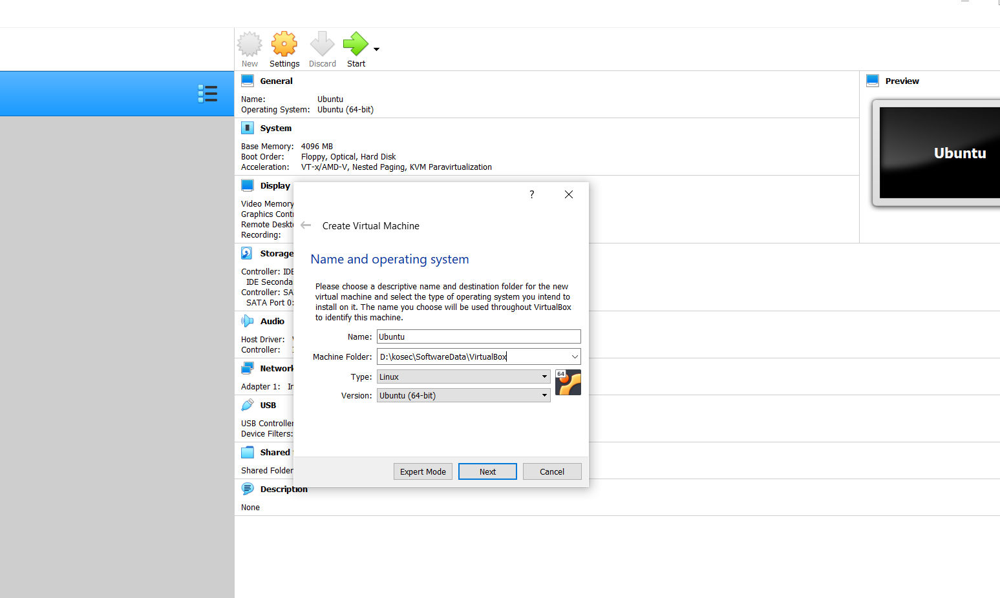 New Settings Discard Start
General
Name: Ubuntu
Operating System: Ubuntu (64-bit)
Preview
Ubuntu
System
Base Memory: 4096 MB
Boot Order: Floppy, Optical, Hard Disk
Acceleration: VT-x/AMD-V, Nested Paging, KVM Paravirtualization
Display
Video Memory
Graphics Cont
Remote Deskt
Recording:
Storage
Controller: IDE
IDE Seconda
Controller: SA
SATA Port 0:
Audio
Host Driver:
Controller:
Network
Adapter 1: In
USB
USB Controller
Device Filters:
Shared
Shared Folder
Description
None
?
Create Virtual Machine
Name and operating system
Please choose a descriptive name and destination folder for the new
virtual machine and select the type of operating system you intend to
install on it. The name you choose will be used throughout VirtualBox
to identify this machine.
Name: Ubuntu
Machine Folder: D:\kosec\SoftwareData\VirtualBox
Type: Linux
64
Version: Ubuntu (64-bit)
Expert Mode Next Cancel